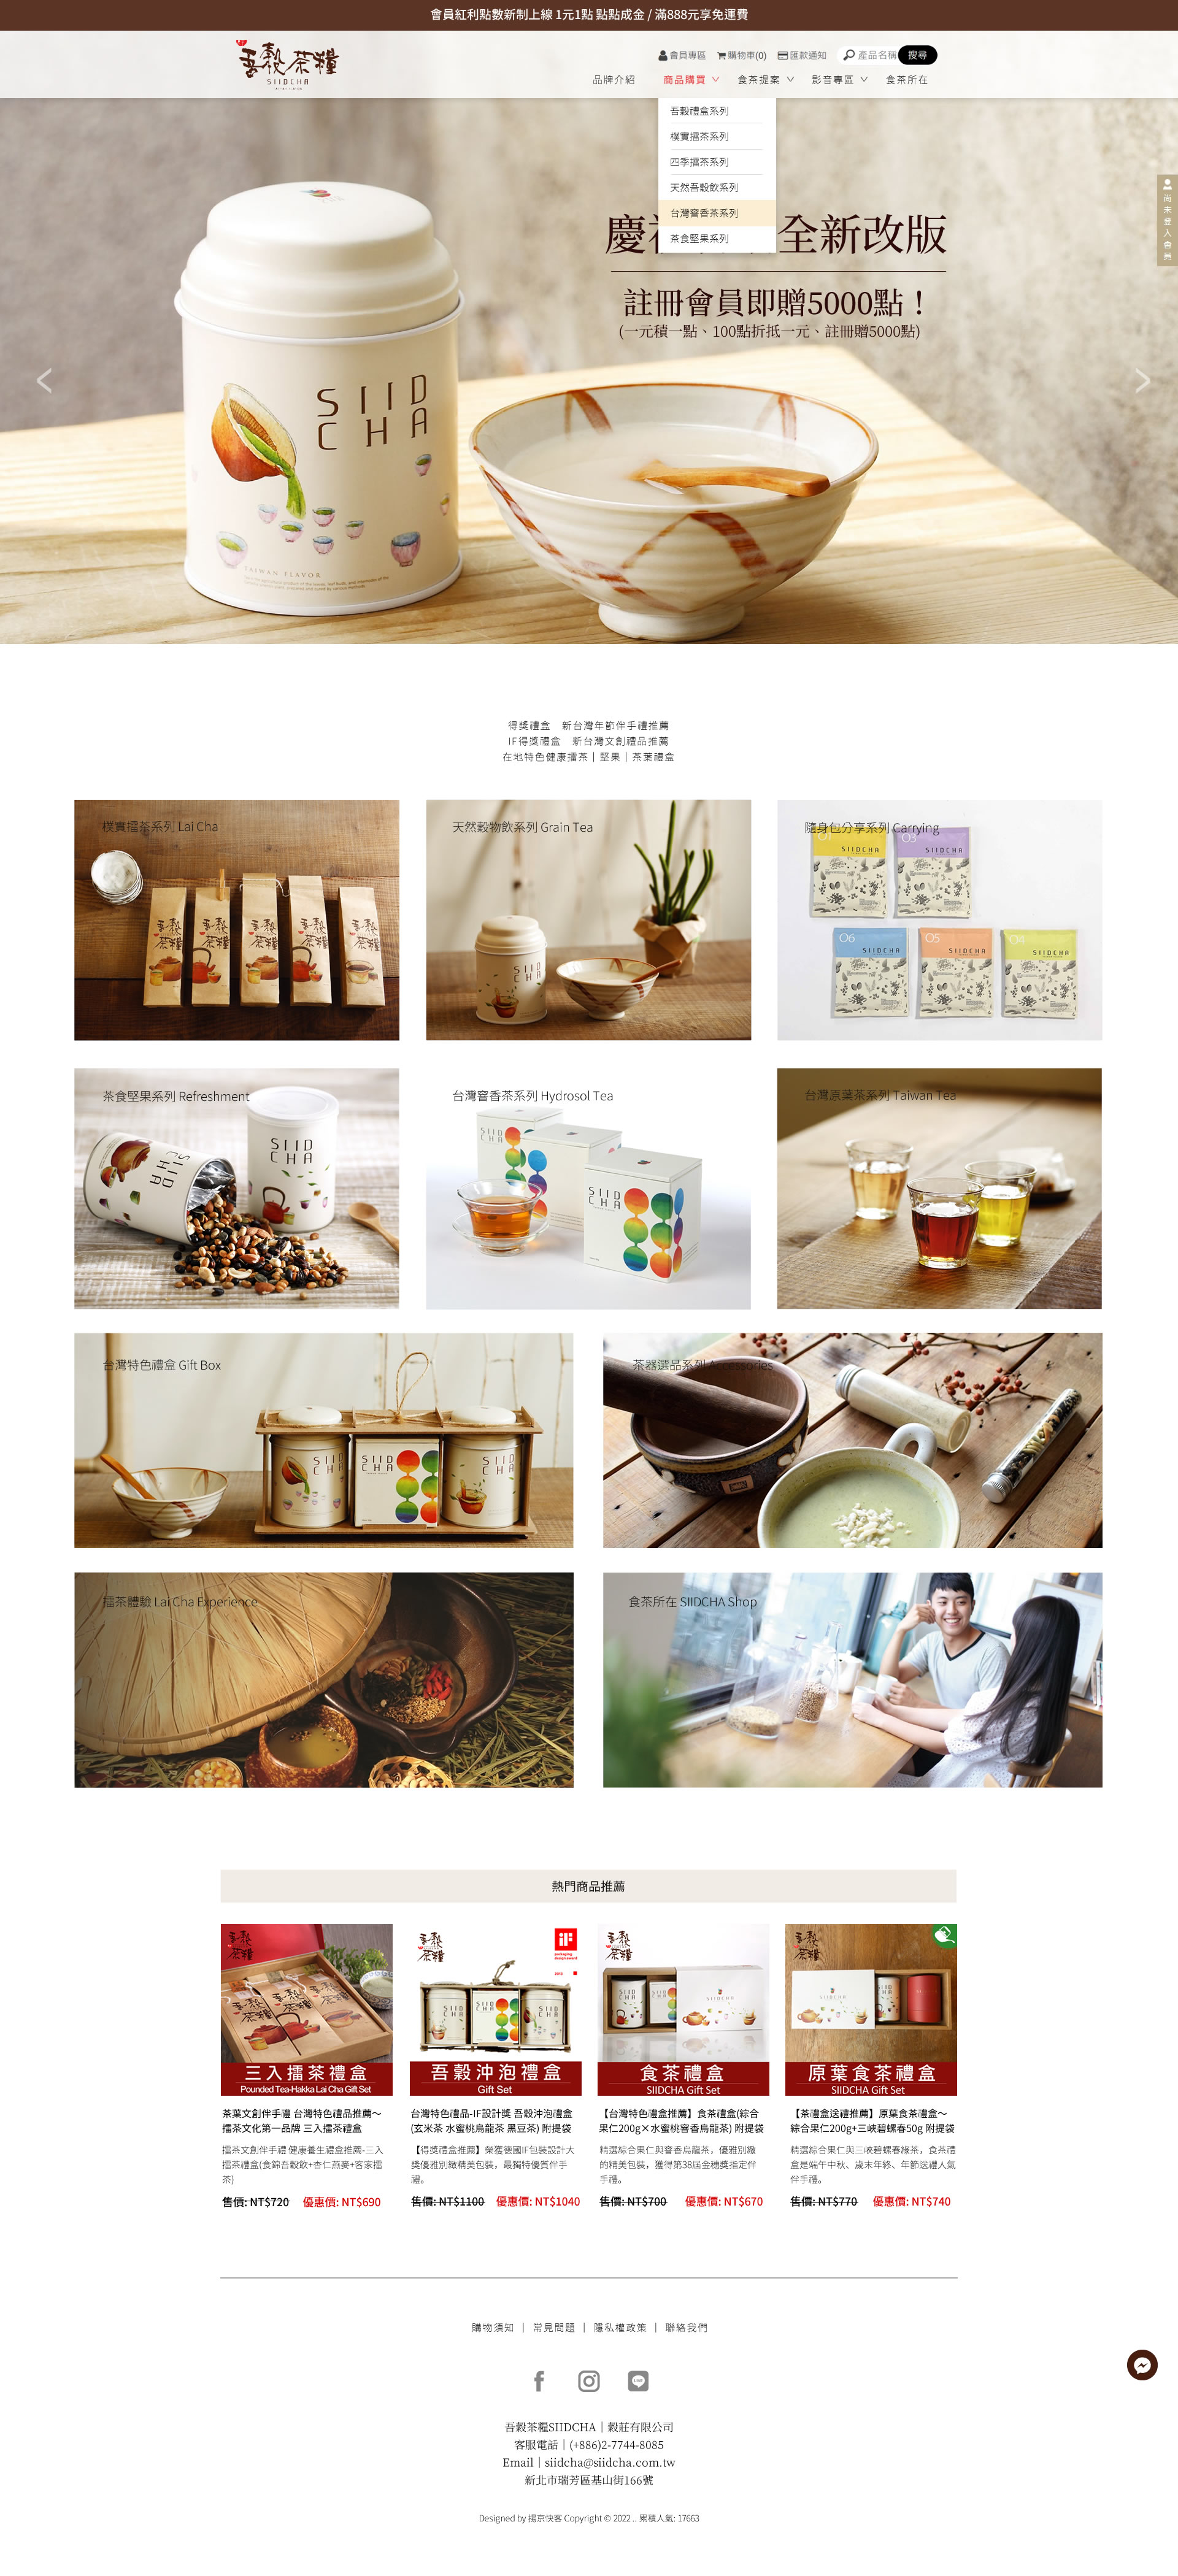 會員紅利點數新制上線 1元1點 點點成金 / 滿888元享免運費
吾穀茶糧
SIIDCHA
會員專區
購物車(0)
匯款通知
產品名稱
搜尋
品牌介紹
商品購買
食茶提案
影音專區
食茶所在
吾穀禮盒系列
樸實擂茶系列
四季擂茶系列
天然吾穀飲系列
台灣窨香茶系列
茶食堅果系列
尚未登入會員
全新改版
註冊會員即贈5000點！
(一元積一點、100點折抵一元、註冊贈5000點)
SIID
CHA
TAIWAN FLAVOR
得獎禮盒 新台灣年節伴手禮推薦
IF得獎禮盒 新台灣文創禮品推薦
在地特色健康擂茶｜堅果｜茶葉禮盒
樸實擂茶系列 Lai Cha
天然穀物飲系列 Grain Tea
隨身包分享系列 Carrying
茶食堅果系列 Refreshment
台灣窨香茶系列 Hydrosol Tea
台灣原葉茶系列 Taiwan Tea
台灣特色禮盒 Gift Box
茶器選品系列 Accessories
擂茶體驗 Lai Cha Experience
食茶所在 SIIDCHA Shop
熱門商品推薦
三入擂茶禮盒
Pounded Tea-Hakka Lai Cha Gift Set
吾穀沖泡禮盒
Gift Set
食茶禮盒
SIIDCHA Gift Set
原葉食茶禮盒
SIIDCHA Gift Set
茶葉文創伴手禮 台灣特色禮品推薦～
擂茶文化第一品牌 三入擂茶禮盒
擂茶文創伴手禮 健康養生禮盒推薦-三入
擂茶禮盒(食錦吾穀飲+杏仁燕麥+客家擂
茶)
售價: NT$720 優惠價: NT$690
台灣特色禮品-IF設計獎 吾穀沖泡禮盒
(玄米茶 水蜜桃烏龍茶 黑豆茶) 附提袋
【得獎禮盒推薦】榮獲德國IF包裝設計大
獎優雅別緻精美包裝，最獨特優質伴手
禮。
售價: NT$1100 優惠價: NT$1040
【台灣特色禮盒推薦】食茶禮盒(綜合
果仁200g×水蜜桃窨香烏龍茶) 附提袋
精選綜合果仁與窨香烏龍茶，優雅別緻
的精美包裝，獲得第38屆金穗獎指定伴
手禮。
售價: NT$700 優惠價: NT$670
【茶禮盒送禮推薦】原葉食茶禮盒～
綜合果仁200g+三峽碧螺春50g 附提袋
精選綜合果仁與三峽碧螺春綠茶，食茶禮
盒是端午中秋、歲末年終、年節送禮人氣
伴手禮。
售價: NT$770 優惠價: NT$740
購物須知 ｜ 常見問題 ｜ 隱私權政策 ｜ 聯絡我們
吾穀茶糧SIIDCHA｜穀莊有限公司
客服電話｜(+886)2-7744-8085
Email｜siidcha@siidcha.com.tw
新北市瑞芳區基山街166號
Designed by 揚京快客 Copyright © 2022 .. 累積人氣: 17663